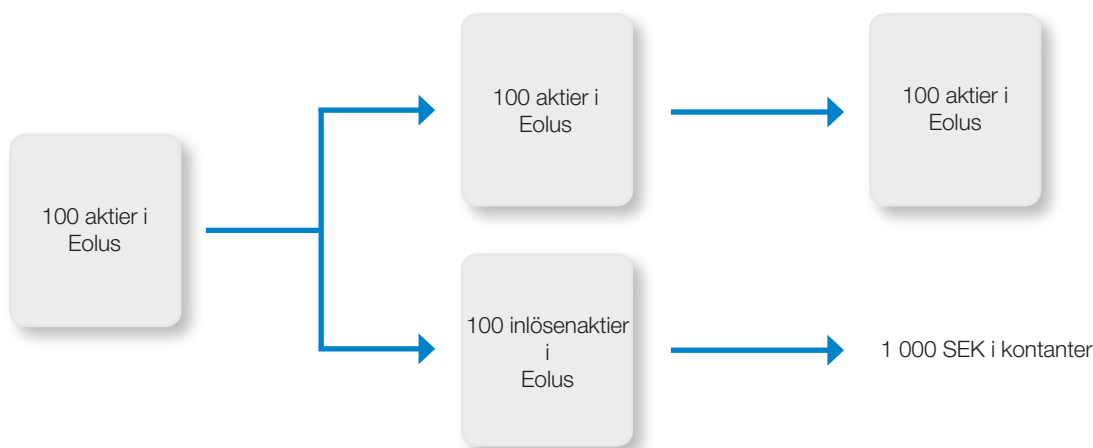 100 aktier i
Eolus
100 aktier i
Eolus
100 aktier i
Eolus
100 inlösenaktier
i
Eolus
1 000 SEK i kontanter